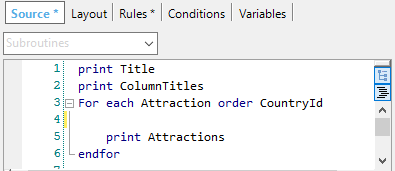 Source * Layout Rules * Conditions Variables
Subroutines
1 print Title
2 print ColumnTitles
3 For each Attraction order CountryId
4
5 print Attractions
6 endfor
7